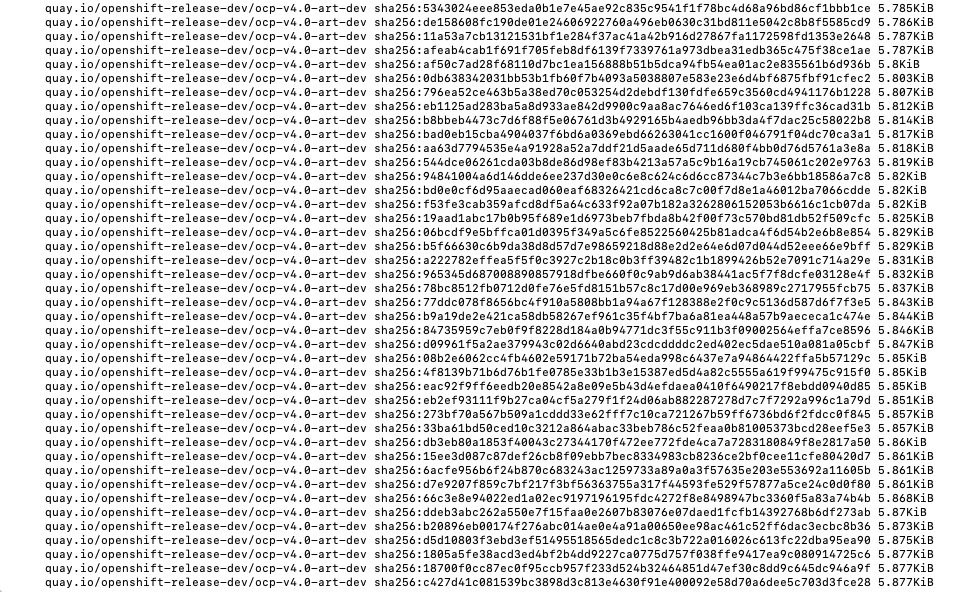 quay.io/openshift-release-dev/ocp-v4.0-art-dev sha256:5343024eee853eda0b1e7e45ae92c835c9541f1f78bc4d68a96bd86cf1bbb1ce 5.785KiB
quay.io/openshift-release-dev/ocp-v4.0-art-dev sha256:de158608fc190de01e24606922760a496eb0630c31bd811e5042c8b8f5585cd9 5.786KiB
quay.io/openshift-release-dev/ocp-v4.0-art-dev sha256:11a53a7cb13121531bf1e284f37ac41a42b916d27867fa1172598fd1353e2648 5.787KiB
quay.io/openshift-release-dev/ocp-v4.0-art-dev sha256:afeab4cab1f691f705feb8df6139f7339761a973dbea31edb365c475f38ce1ae 5.787KiB
quay.io/openshift-release-dev/ocp-v4.0-art-dev sha256:af50c7ad28f68110d7bc1ea156888b51b5dca94fb54ea01ac2e835561b6d936b 5.8KiB
quay.io/openshift-release-dev/ocp-v4.0-art-dev sha256:0db638342031bb53b1fb60f7b4093a5038807e583e23e6d4bf6875fbf91cfec2 5.803KiB
quay.io/openshift-release-dev/ocp-v4.0-art-dev sha256:796ea52ce463b5a38ed70c053254d2debdf130fdfe659c3560cd4941176b1228 5.807KiB
quay.io/openshift-release-dev/ocp-v4.0-art-dev sha256:eb1125ad283ba5a8d933ae842d9900c9aa8ac7646ed6f103ca139ffc36cad31b 5.812KiB
quay.io/openshift-release-dev/ocp-v4.0-art-dev sha256:b8bbeb4473c7d6f88f5e06761d3b4929165b4aedb96bb3da4f7dac25c58022b8 5.814KiB
quay.io/openshift-release-dev/ocp-v4.0-art-dev sha256:bad0eb15cba4904037f6bd6a0369ebd66263041cc1600f046791f04dc70ca3a1 5.817KiB
quay.io/openshift-release-dev/ocp-v4.0-art-dev sha256:aa63d7794535e4a91928a52a7ddf21d5aade65d711d680f4bb0d76d5761a3e8a 5.818KiB
quay.io/openshift-release-dev/ocp-v4.0-art-dev sha256:544dce06261cda03b8de86d98ef83b4213a57a5c9b16a19cb745061c202e9763 5.819KiB
quay.io/openshift-release-dev/ocp-v4.0-art-dev sha256:94841004a6d146dde6ee237d30e0c6e8c624c6d6cc87344c7b3e6bb18586a7c8 5.82KiB
quay.io/openshift-release-dev/ocp-v4.0-art-dev sha256:bd0e0cf6d95aaecad060eaf68326421cd6ca8c7c00f7d8e1a46012ba7066cdde 5.82KiB
quay.io/openshift-release-dev/ocp-v4.0-art-dev sha256:f53fe3cab359afcd8df5a64c633f92a07b182a3262806152053b6616c1cb07da 5.82KiB
quay.io/openshift-release-dev/ocp-v4.0-art-dev sha256:19aad1abc17b0b95f689e1d6973beb7fbda8b42f00f73c570bd81db52f509cfc 5.825KiB
quay.io/openshift-release-dev/ocp-v4.0-art-dev sha256:06bcdf9e5bffca01d0395f349a5c6fe8522560425b81adca4f6d54b2e6b8e854 5.829KiB
quay.io/openshift-release-dev/ocp-v4.0-art-dev sha256:b5f66630c6b9da38d8d57d7e98659218d88e2d2e64e6d07d044d52eee66e9bff 5.829KiB
quay.io/openshift-release-dev/ocp-v4.0-art-dev sha256:a222782effea5f5f0c3927c2b18c0b3ff39482c1b1899426b52e7091c714a29e 5.831KiB
quay.io/openshift-release-dev/ocp-v4.0-art-dev sha256:965345d687008890857918dfbe660f0c9ab9d6ab38441ac5f7f8dcfe03128e4f 5.832KiB
quay.io/openshift-release-dev/ocp-v4.0-art-dev sha256:78bc8512fb0712d0fe76e5fd8151b57c8c17d00e969eb368989c2717955fcb75 5.837KiB
quay.io/openshift-release-dev/ocp-v4.0-art-dev sha256:77ddc078f8656bc4f910a5808bb1a94a67f128388e2f0c9c5136d587d6f7f3e5 5.843KiB
quay.io/openshift-release-dev/ocp-v4.0-art-dev sha256:b9a19de2e421ca58db58267ef961c35f4bf7ba6a81ea448a57b9aececa1c474e 5.844KiB
quay.io/openshift-release-dev/ocp-v4.0-art-dev sha256:84735959c7eb0f9f8228d184a0b94771dc3f55c911b3f09002564effa7ce8596 5.846KiB
quay.io/openshift-release-dev/ocp-v4.0-art-dev sha256:d09961f5a2ae379943c02d6640abd23cdcddddc2ed402ec5dae510a081a05cbf 5.847KiB
quay.io/openshift-release-dev/ocp-v4.0-art-dev sha256:08b2e6062cc4fb4602e59171b72ba54eda998c6437e7a94864422ffa5b57129c 5.85KiB
quay.io/openshift-release-dev/ocp-v4.0-art-dev sha256:4f8139b71b6d76b1fe0785e33b1b3e15387ed5d4a82c5555a619f99475c915f0 5.85KiB
quay.io/openshift-release-dev/ocp-v4.0-art-dev sha256:eac92f9ff6eedb20e8542a8e09e5b43d4efdaea0410f6490217f8ebdd0940d85 5.85KiB
quay.io/openshift-release-dev/ocp-v4.0-art-dev sha256:eb2ef93111f9b27ca04cf5a279f1f24d06ab882287278d7c7f7292a996c1a79d 5.851KiB
quay.io/openshift-release-dev/ocp-v4.0-art-dev sha256:273bf70a567b509a1cddd33e62fff7c10ca721267b59ff6736bd6f2fdcc0f845 5.857KiB
quay.io/openshift-release-dev/ocp-v4.0-art-dev sha256:33ba61bd50ced10c3212a864abac33beb786c52feaa0b81005373bcd28eef5e3 5.857KiB
quay.io/openshift-release-dev/ocp-v4.0-art-dev sha256:db3eb80a1853f40043c27344170f472ee772fde4ca7a7283180849f8e2817a50 5.86KiB
quay.io/openshift-release-dev/ocp-v4.0-art-dev sha256:15ee3d087c87def26cb8f09ebb7bec8334983cb8236ce2bf0cee11cfe80420d7 5.861KiB
quay.io/openshift-release-dev/ocp-v4.0-art-dev sha256:6acfe956b6f24b870c683243ac1259733a89a0a3f57635e203e553692a11605b 5.861KiB
quay.io/openshift-release-dev/ocp-v4.0-art-dev sha256:d7e9207f859c7bf217f3bf56363755a317f44593fe529f57877a5ce24c0d0f80 5.861KiB
quay.io/openshift-release-dev/ocp-v4.0-art-dev sha256:66c3e8e94022ed1a02ec9197196195fdc4272f8e8498947bc3360f5a83a74b4b 5.868KiB
quay.io/openshift-release-dev/ocp-v4.0-art-dev sha256:ddeb3abc262a550e7f15faa0e2607b83076e07daed1fcfb14392768b6df273ab 5.87KiB
quay.io/openshift-release-dev/ocp-v4.0-art-dev sha256:b20896eb00174f276abc014ae0e4a91a00650ee98ac461c52ff6dac3ecbc8b36 5.873KiB
quay.io/openshift-release-dev/ocp-v4.0-art-dev sha256:d5d10803f3ebd3ef51495518565dedc1c8c3b722a016026c613fc22dba95ea90 5.875KiB
quay.io/openshift-release-dev/ocp-v4.0-art-dev sha256:1805a5fe38acd3ed4bf2b4dd9227ca0775d757f038ffe9417ea9c080914725c6 5.877KiB
quay.io/openshift-release-dev/ocp-v4.0-art-dev sha256:18700f0cc87ec0f95ccb957f233d524b32464851d47ef30c8dd9c645dc946a9f 5.877KiB
quay.io/openshift-release-dev/ocp-v4.0-art-dev sha256:c427d41c081539bc3898d3c813e4630f91e400092e58d70a6dee5c703d3fce28 5.877KiB